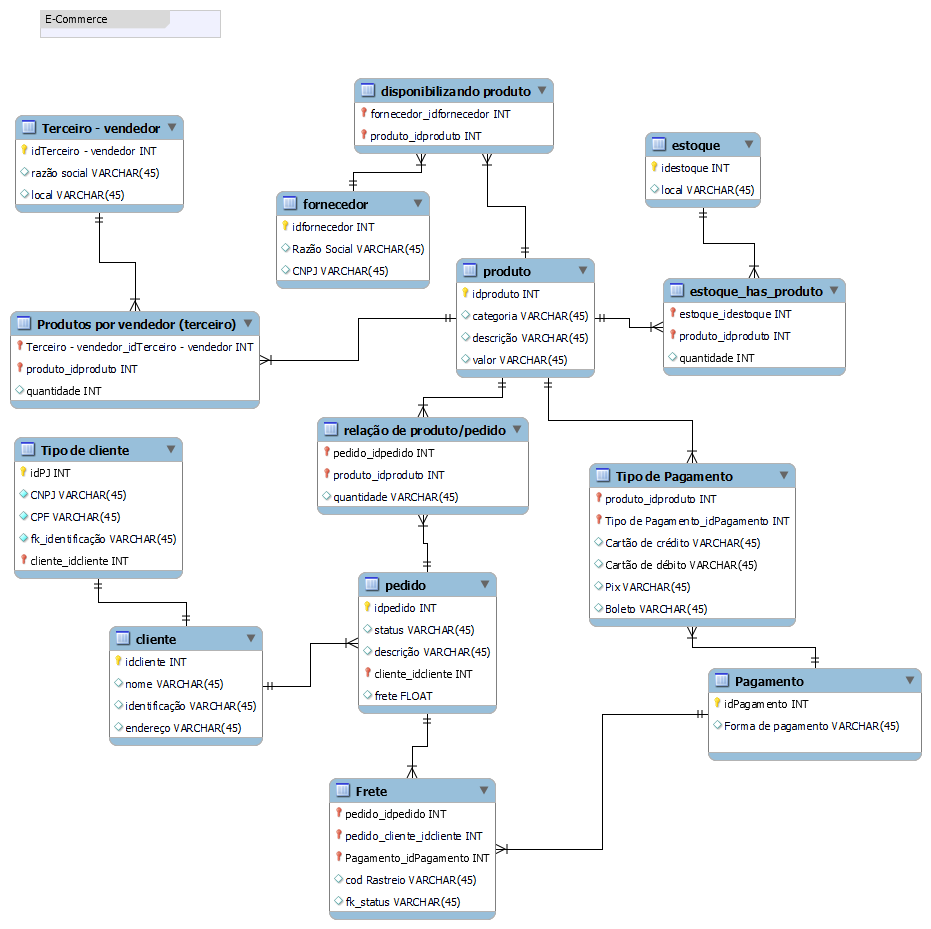 E-Commerce
disponibilizando produto
fornecedor_idfornecedor INT
produto_idproduto INT
Terceiro - vendedor
idTerceiro - vendedor INT
razão social VARCHAR(45)
local VARCHAR(45)
estoque
idestoque INT
local VARCHAR(45)
fornecedor
idfornecedor INT
Razão Social VARCHAR(45)
CNPJ VARCHAR(45)
produto
idproduto INT
categoria VARCHAR(45)
descrição VARCHAR(45)
valor VARCHAR(45)
estoque_has_produto
estoque_idestoque INT
produto_idproduto INT
quantidade INT
Produtos por vendedor (terceiro)
Terceiro - vendedor_idTerceiro - vendedor INT
produto_idproduto INT
quantidade INT
relação de produto/pedido
pedido_idpedido INT
produto_idproduto INT
quantidade VARCHAR(45)
Tipo de cliente
idPJ INT
CNPJ VARCHAR(45)
CPF VARCHAR(45)
fk_identificação VARCHAR(45)
cliente_idcliente INT
Tipo de Pagamento
produto_idproduto INT
Tipo de Pagamento_idPagamento INT
Cartão de crédito VARCHAR(45)
Cartão de débito VARCHAR(45)
Pix VARCHAR(45)
Boleto VARCHAR(45)
pedido
idpedido INT
status VARCHAR(45)
descrição VARCHAR(45)
cliente_idcliente INT
frete FLOAT
cliente
idcliente INT
nome VARCHAR(45)
identificação VARCHAR(45)
endereço VARCHAR(45)
Pagamento
idPagamento INT
Forma de pagamento VARCHAR(45)
Frete
pedido_idpedido INT
pedido_cliente_idcliente INT
Pagamento_idPagamento INT
cod Rastreio VARCHAR(45)
fk_status VARCHAR(45)